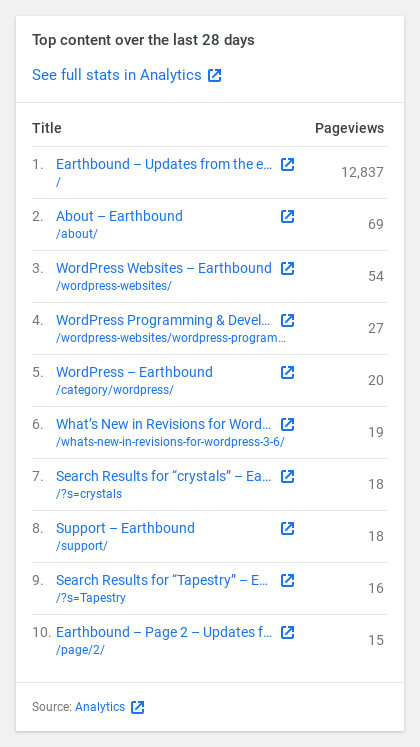 Top content over the last 28 days
See full stats in Analytics
Title Pageviews
1. Earthbound – Updates from the e… 12,837
/
2. About – Earthbound 69
/about/
3. WordPress Websites – Earthbound 54
/wordpress-websites/
4. WordPress Programming & Devel… 27
/wordpress-websites/wordpress-program…
5. WordPress – Earthbound 20
/category/wordpress/
6. What’s New in Revisions for Word… 19
/whats-new-in-revisions-for-wordpress-3-6/
7. Search Results for “crystals” – Ea… 18
/?s=crystals
8. Support – Earthbound 18
/support/
9. Search Results for “Tapestry” – E… 16
/?s=Tapestry
10. Earthbound – Page 2 – Updates f… 15
/page/2/
Source: Analytics